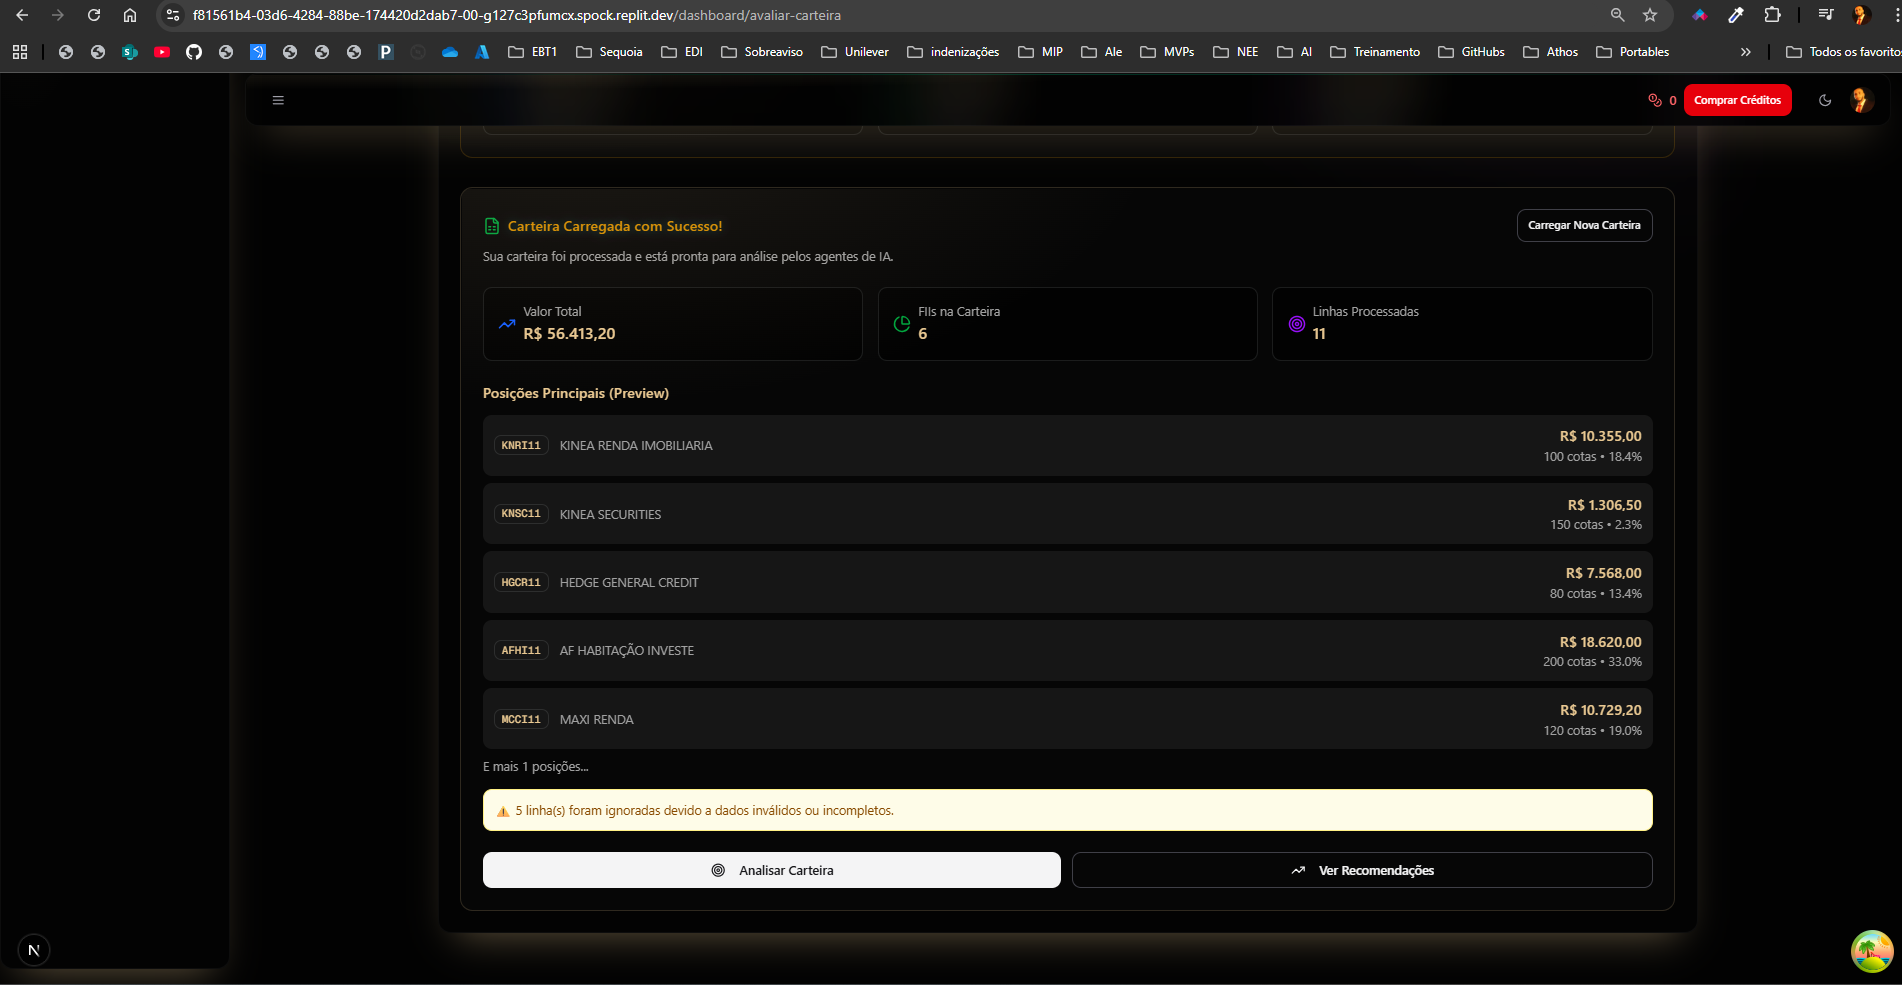 f81561b4-03d6-4284-88be-174420d2dab7-00-g127c3pfumcx.spock.replit.dev/dashboard/avaliar-carteira
EBT1 Sequoia EDI Sobreaviso Unilever indenizações MIP Ale MVPs NEE AI Treinamento GitHubs Athos Portables » Todos os favorito
0 Comprar Créditos
Carteira Carregada com Sucesso!
Carregar Nova Carteira
Sua carteira foi processada e está pronta para análise pelos agentes de IA.
Valor Total
R$ 56.413,20
FIIs na Carteira
6
Linhas Processadas
11
Posições Principais (Preview)
KNRI11 KINEA RENDA IMOBILIARIA
R$ 10.355,00
100 cotas • 18.4%
KNSC11 KINEA SECURITIES
R$ 1.306,50
150 cotas • 2.3%
HGCR11 HEDGE GENERAL CREDIT
R$ 7.568,00
80 cotas • 13.4%
AFHI11 AF HABITAÇÃO INVESTE
R$ 18.620,00
200 cotas • 33.0%
MCCI11 MAXI RENDA
R$ 10.729,20
120 cotas • 19.0%
E mais 1 posições...
5 linha(s) foram ignoradas devido a dados inválidos ou incompletos.
Analisar Carteira
Ver Recomendações
N